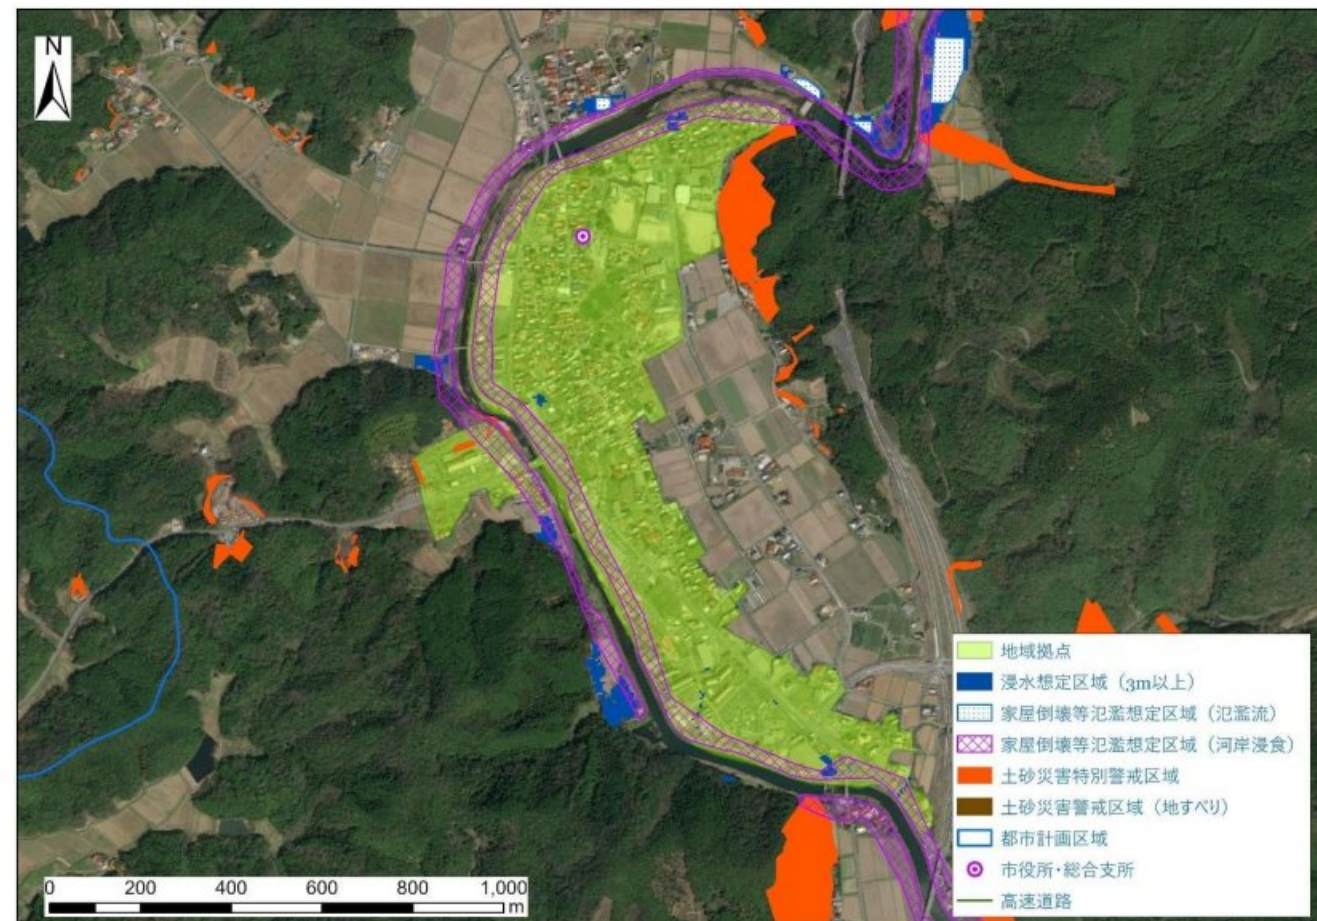 N
地域拠点
浸水想定区域（3m以上）
家屋倒壊等氾濫想定区域（氾濫流）
家屋倒壊等氾濫想定区域（河岸浸食）
土砂災害特別警戒区域
土砂災害警戒区域（地すべり）
都市計画区域
市役所・総合支所
高速道路
0 200 400 600 800 1,000
m